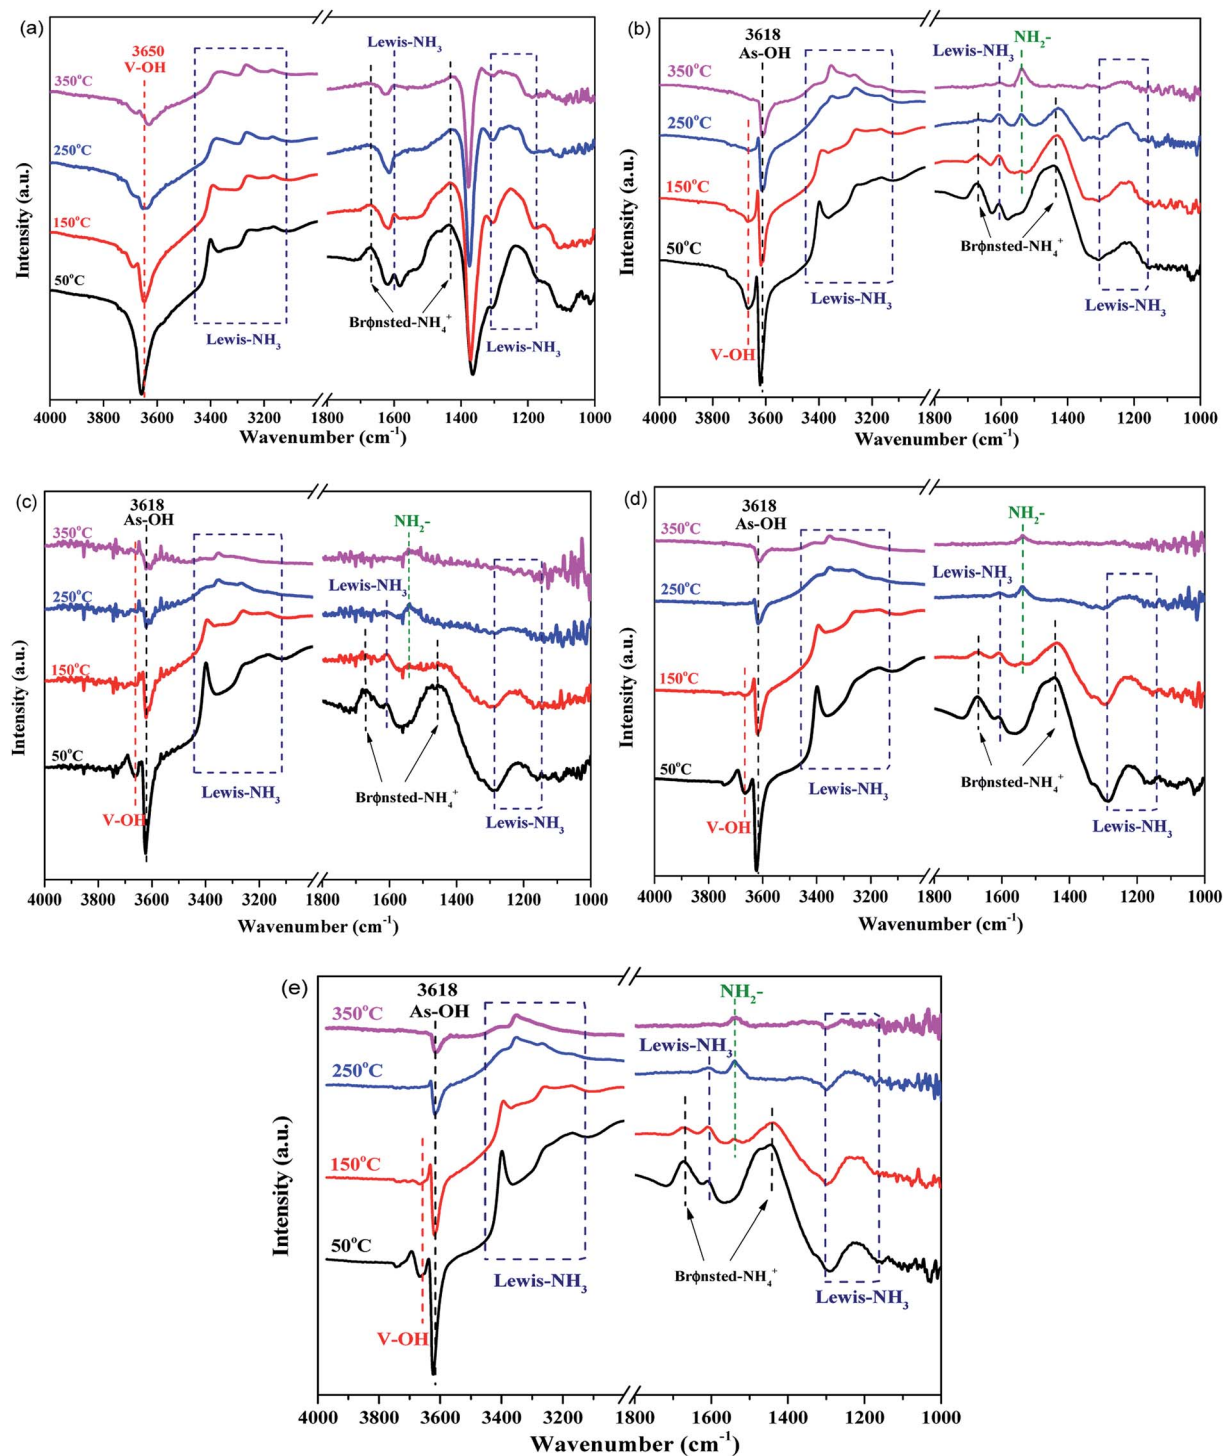 (a)
3650
V-OH
Lewis-NH3
350°C
250°C
150°C
50°C
Lewis-NH3
Brϕnsted-NH4+
Lewis-NH3
Intensity (a.u.)
4000 3600 3400 3200 1800 1600 1400 1200 1000
Wavenumber (cm-1)
(b)
3618
As-OH
NH2-
Lewis-NH3
350°C
250°C
150°C
50°C
Brϕnsted-NH4+
Lewis-NH3
Lewis-NH3
V-OH
Intensity (a.u.)
4000 3600 3400 3200 1800 1600 1400 1200 1000
Wavenumber (cm-1)
(c)
3618
As-OH
NH2-
350°C
Lewis-NH3
250°C
150°C
50°C
V-OH
Lewis-NH3
Brϕnsted-NH4+
Lewis-NH3
Intensity (a.u.)
4000 3600 3400 3200 1800 1600 1400 1200 1000
Wavenumber (cm-1)
(d)
3618
As-OH
NH2-
350°C
Lewis-NH3
250°C
150°C
50°C
V-OH
Lewis-NH3
Brϕnsted-NH4+
Lewis-NH3
Intensity (a.u.)
4000 3600 3400 3200 1800 1600 1400 1200 1000
Wavenumber (cm-1)
(e)
3618
As-OH
NH2-
350°C
Lewis-NH3
250°C
150°C
50°C
V-OH
Lewis-NH3
Brϕnsted-NH4+
Lewis-NH3
Intensity (a.u.)
4000 3600 3400 3200 1800 1600 1400 1200 1000
Wavenumber (cm-1)